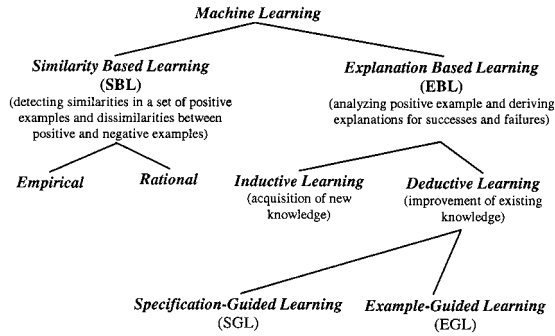 Machine Learning
Similarity Based Learning
(SBL)
(detecting similarities in a set of positive
examples and dissimilarities between
positive and negative examples)
Explanation Based Learning
(EBL)
(analyzing positive example and deriving
explanations for successes and failures)
Empirical
Rational
Inductive Learning
(acquisition of new
knowledge)
Deductive Learning
(improvement of existing
knowledge)
Specification-Guided Learning
(SGL)
Example-Guided Learning
(EGL)